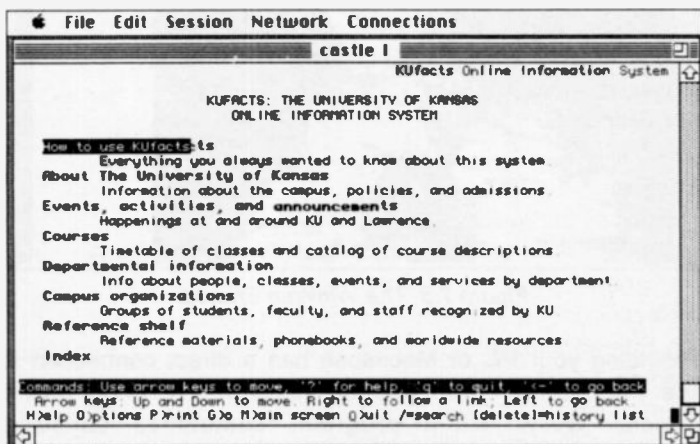 File Edit Session Network Connections
castle 1
KUfacts Online Information System
KUFACTS: THE UNIVERSITY OF KANSAS
ONLINE INFORMATION SYSTEM
How to use KUfacts:ts
Everything you always wanted to know about this system
About The University of Kansas
Information about the campus, policies, and admissions
Events, activities, and announcements
Happenings at and around KU and Lawrence
Courses
Timetable of classes and catalog of course descriptions
Departmental information
Info about people, classes, events, and services by department
Campus organizations
Groups of students, faculty, and staff recognized by KU
Reference shelf
Reference materials, phonebooks, and worldwide resources
Index
Commands: Use arrow keys to move, '?' for help, 'q' to quit, '<-' to go back
Arrow keys: Up and Down to move. Right to follow a link; Left to go back.
H)elp O)ptions P)rint G)o M)ain screen Q)uit /=search [delete]=history list